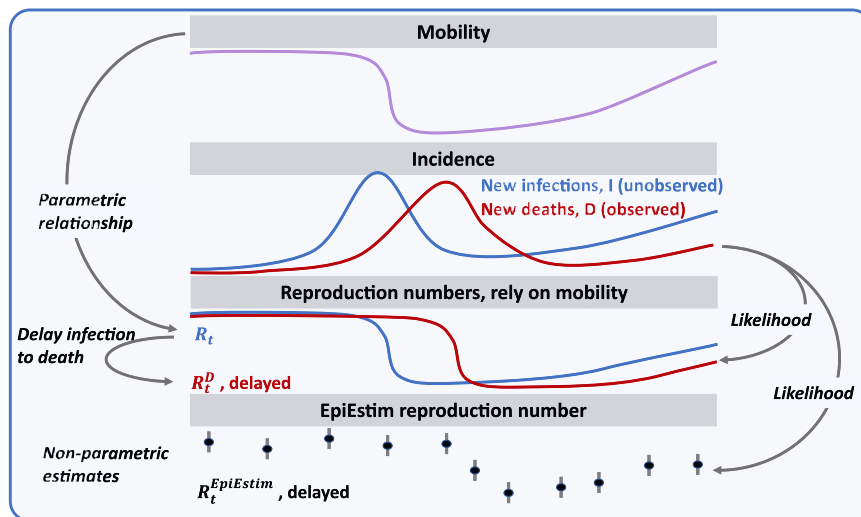 Mobility
Incidence
New infections, I (unobserved)
New deaths, D (observed)
Parametric
relationship
Reproduction numbers, rely on mobility
Likelihood
Delay infection
to death
R_t
R_t^D , delayed
Likelihood
EpiEstim reproduction number
Non-parametric
estimates
R_t^{EpiEstim} , delayed